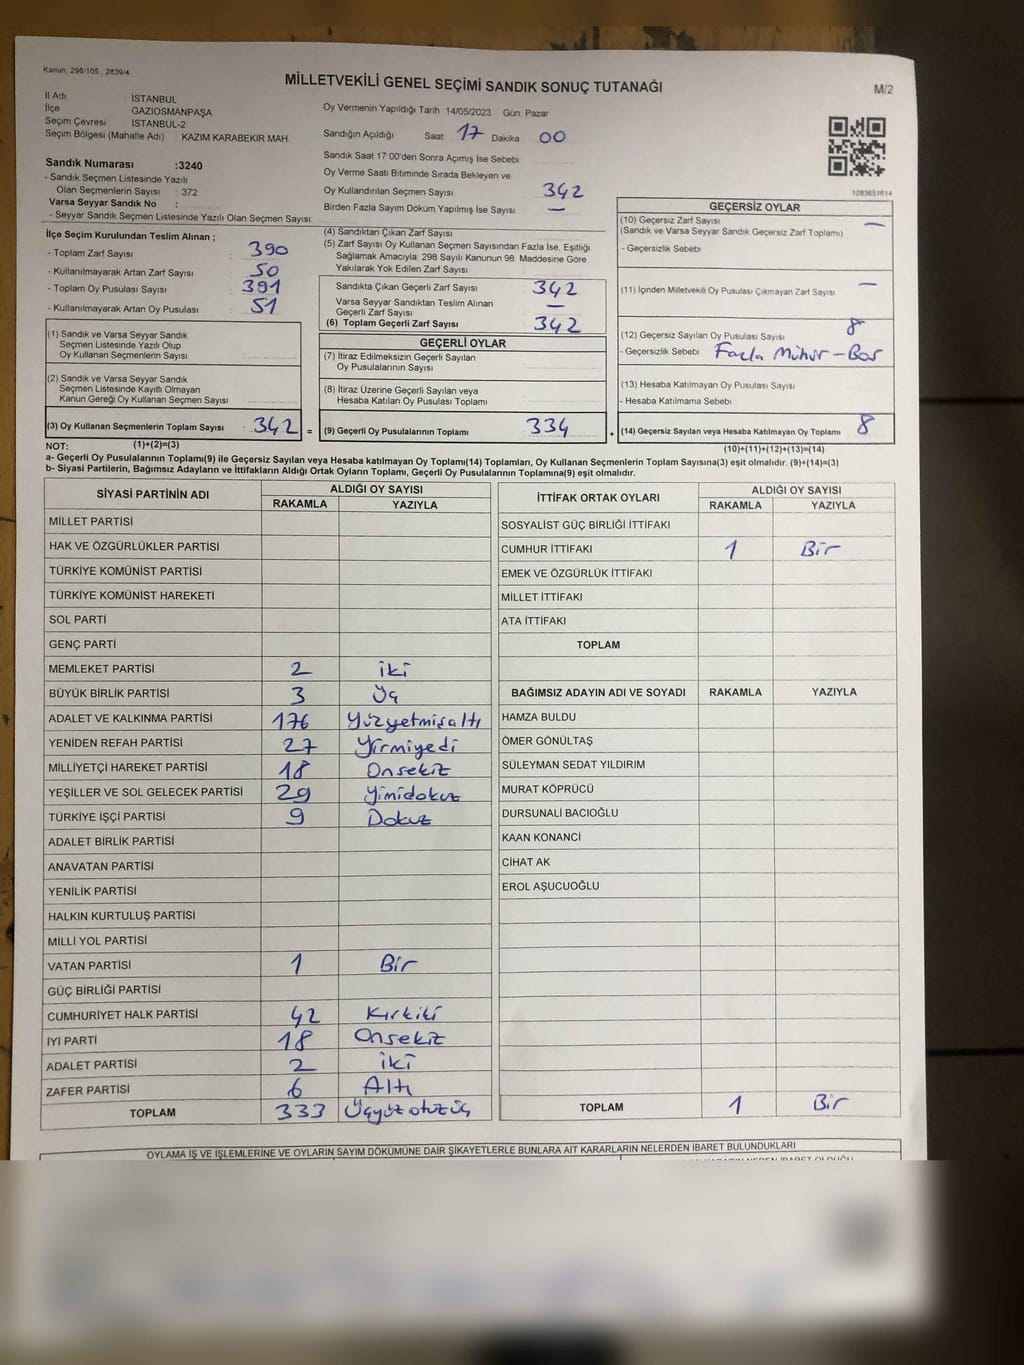 Kanun; 298/105 , 2839/4
MİLLETVEKİLİ GENEL SEÇİMİ SANDIK SONUÇ TUTANAĞI
M/2
İl Adı İSTANBUL
İlçe GAZİOSMANPAŞA
Seçim Çevresi İSTANBUL-2
Seçim Bölgesi (Mahalle Adı) KAZIM KARABEKİR MAH.
Sandık Numarası :3240
- Sandık Seçmen Listesinde Yazılı
Olan Seçmenlerin Sayısı : 372
Varsa Seyyar Sandık No :
- Seyyar Sandık Seçmen Listesinde Yazılı Olan Seçmen Sayısı:
Oy Vermenin Yapıldığı Tarih :14/05/2023 Gün: Pazar
Sandığın Açıldığı Saat: 17 Dakika 00
Sandık Saat 17:00'den Sonra Açımış İse Sebebi
Oy Verme Saati Bitiminde Sırada Bekleyen ve
Oy Kullandırılan Seçmen Sayısı 342
Birden Fazla Sayım Döküm Yapılmış İse Sayısı —
1083651614
İlçe Seçim Kurulundan Teslim Alınan ;
- Toplam Zarf Sayısı : 390
- Kullanılmayarak Artan Zarf Sayısı : 50
- Toplam Oy Pusulası Sayısı : 391
- Kullanılmayarak Artan Oy Pusulası : 51
(4) Sandıktan Çıkan Zarf Sayısı
(5) Zarf Sayısı Oy Kullanan Seçmen Sayısından Fazla İse, Eşitliği
Sağlamak Amacıyla; 298 Sayılı Kanunun 98. Maddesine Göre
Yakılarak Yok Edilen Zarf Sayısı
Sandıkta Çıkan Geçerli Zarf Sayısı 342
Varsa Seyyar Sandıktan Teslim Alınan
Geçerli Zarf Sayısı —
(6) Toplam Geçerli Zarf Sayısı 342
GEÇERSİZ OYLAR
(10) Geçersiz Zarf Sayısı —
(Sandık ve Varsa Seyyar Sandık Geçersiz Zarf Toplamı)
- Geçersizlik Sebebi
(11) İçinden Milletvekili Oy Pusulası Çıkmayan Zarf Sayısı —
(12) Geçersiz Sayılan Oy Pusulası Sayısı 8
- Geçersizlik Sebebi Fazla Mühür - Boş
(13) Hesaba Katılmayan Oy Pusulası Sayısı
- Hesaba Katılmama Sebebi
(14) Geçersiz Sayılan veya Hesaba Katılmayan Oy Toplamı 8
(10)+(11)+(12)+(13)=(14)
(1) Sandık ve Varsa Seyyar Sandık
Seçmen Listesinde Yazılı Olup
Oy Kullanan Seçmenlerin Sayısı
(2) Sandık ve Varsa Seyyar Sandık
Seçmen Listesinde Kayıtlı Olmayan
Kanun Gereği Oy Kullanan Seçmen Sayısı
(3) Oy Kullanan Seçmenlerin Toplam Sayısı 342 =
(1)+(2)=(3)
GEÇERLİ OYLAR
(7) İtiraz Edilmeksizin Geçerli Sayılan
Oy Pusulalarının Sayısı
(8) İtiraz Üzerine Geçerli Sayılan veya
Hesaba Katılan Oy Pusulası Toplamı
(9) Geçerli Oy Pusulalarının Toplamı 334 +
NOT:
a- Geçerli Oy Pusulalarının Toplamı(9) ile Geçersiz Sayılan veya Hesaba katılmayan Oy Toplamı(14) Toplamları, Oy Kullanan Seçmenlerin Toplam Sayısına(3) eşit olmalıdır. (9)+(14)=(3)
b- Siyasi Partilerin, Bağımsız Adayların ve İttifakların Aldığı Ortak Oyların Toplamı, Geçerli Oy Pusulalarının Toplamına(9) eşit olmalıdır.
SİYASİ PARTİNİN ADI ALDIĞI OY SAYISI
RAKAMLA YAZIYLA
MİLLET PARTİSİ
HAK VE ÖZGÜRLÜKLER PARTİSİ
TÜRKİYE KOMÜNİST PARTİSİ
TÜRKİYE KOMÜNİST HAREKETİ
SOL PARTİ
GENÇ PARTİ
MEMLEKET PARTİSİ 2 iki
BÜYÜK BİRLİK PARTİSİ 3 Üç
ADALET VE KALKINMA PARTİSİ 176 Yüzyetmişaltı
YENİDEN REFAH PARTİSİ 27 Yirmiyedi
MİLLİYETÇİ HAREKET PARTİSİ 18 Onsekiz
YEŞİLLER VE SOL GELECEK PARTİSİ 29 Yimidokuz
TÜRKİYE İŞÇİ PARTİSİ 9 Dokuz
ADALET BİRLİK PARTİSİ
ANAVATAN PARTİSİ
YENİLİK PARTİSİ
HALKIN KURTULUŞ PARTİSİ
MİLLİ YOL PARTİSİ
VATAN PARTİSİ 1 Bir
GÜÇ BİRLİĞİ PARTİSİ
CUMHURİYET HALK PARTİSİ 42 Kırkiki
İYİ PARTİ 18 Onsekiz
ADALET PARTİSİ 2 iki
ZAFER PARTİSİ 6 Altı
TOPLAM 333 Üçyüzotuzüç
İTTİFAK ORTAK OYLARI ALDIĞI OY SAYISI
RAKAMLA YAZIYLA
SOSYALİST GÜÇ BİRLİĞİ İTTİFAKI
CUMHUR İTTİFAKI 1 Bir
EMEK VE ÖZGÜRLÜK İTTİFAKI
MİLLET İTTİFAKI
ATA İTTİFAKI
TOPLAM
BAĞIMSIZ ADAYIN ADI VE SOYADI RAKAMLA YAZIYLA
HAMZA BULDU
ÖMER GÖNÜLTAŞ
SÜLEYMAN SEDAT YILDIRIM
MURAT KÖPRÜCÜ
DURSUNALİ BACIOĞLU
KAAN KONANCİ
CİHAT AK
EROL AŞUCUOĞLU
TOPLAM 1 Bir
OYLAMA İŞ VE İŞLEMLERİNE VE OYLARIN SAYIM DÖKÜMÜNE DAİR ŞİKAYETLERLE BUNLARA AİT KARARLARIN NELERDEN İBARET BULUNDUKLARI